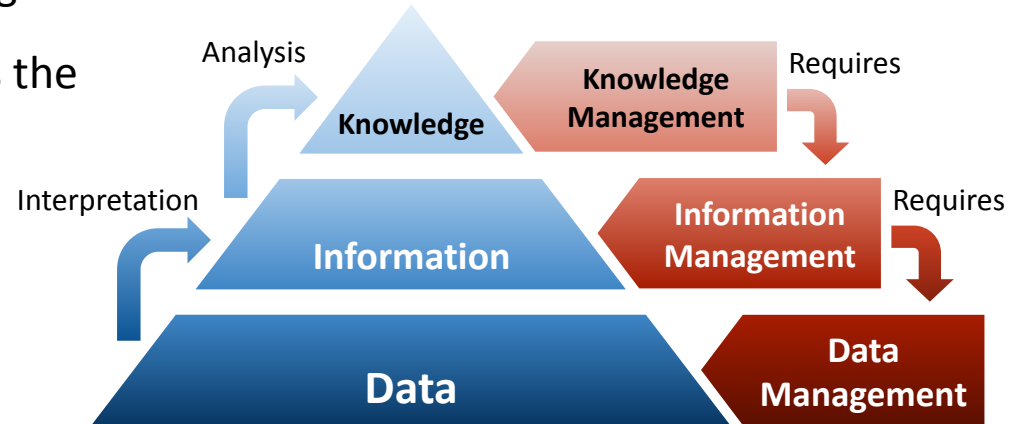 the
Analysis
Requires
Knowledge
Management
Knowledge
Interpretation
Requires
Information
Management
Information
Data
Management
Data